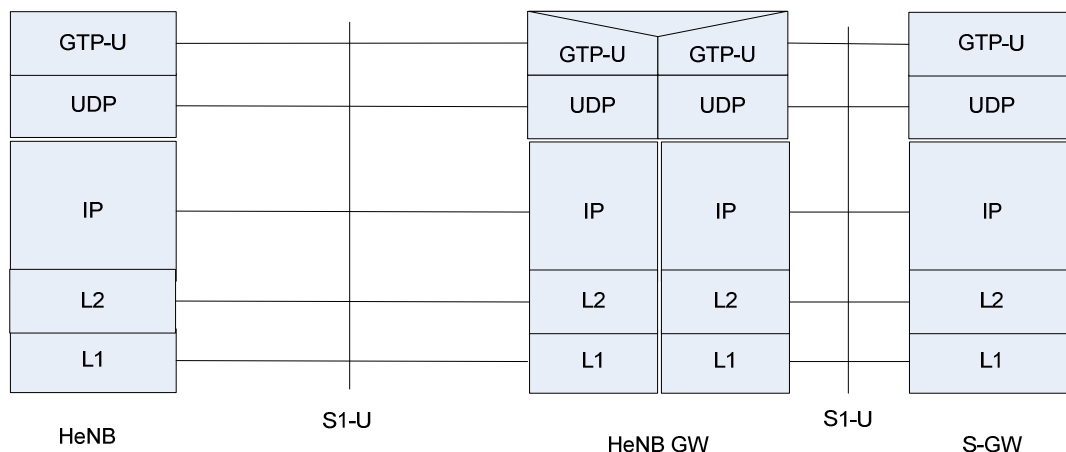 GTP-U
GTP-U GTP-U
GTP-U
UDP
UDP UDP
UDP
IP
IP IP
IP
L2
L2 L2
L2
L1
L1 L1
L1
HeNB
S1-U
HeNB GW
S1-U
S-GW